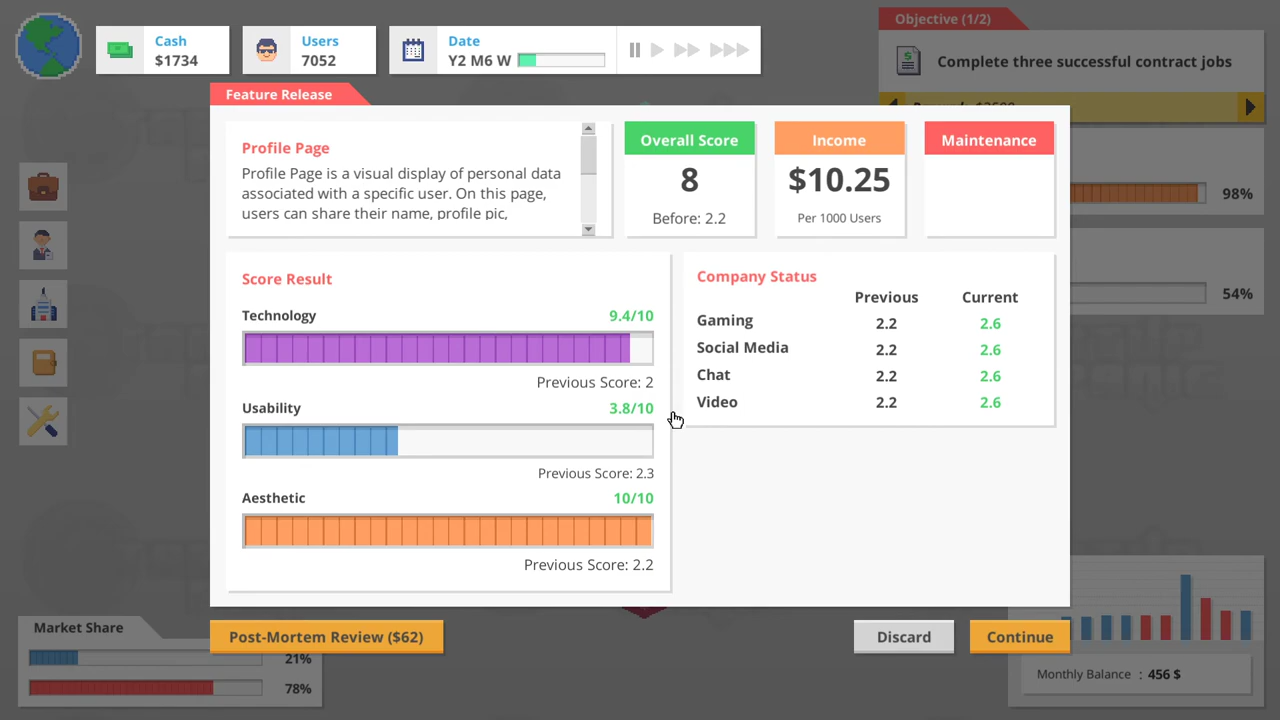 Cash
$1734
Users
7052
Date
Y2 M6 W
Objective (1/2)
Complete three successful contract jobs
Feature Release
Profile Page
Profile Page is a visual display of personal data
associated with a specific user. On this page,
users can share their name, profile pic,
Overall Score
8
Before: 2.2
Income
$10.25
Per 1000 Users
Maintenance
98%
54%
Score Result
Technology
9.4/10
Previous Score: 2
Usability
3.8/10
Previous Score: 2.3
Aesthetic
10/10
Previous Score: 2.2
Company Status
Previous Current
Gaming 2.2 2.6
Social Media 2.2 2.6
Chat 2.2 2.6
Video 2.2 2.6
Market Share
21%
78%
Post-Mortem Review ($62)
Discard
Continue
Monthly Balance : 456 $